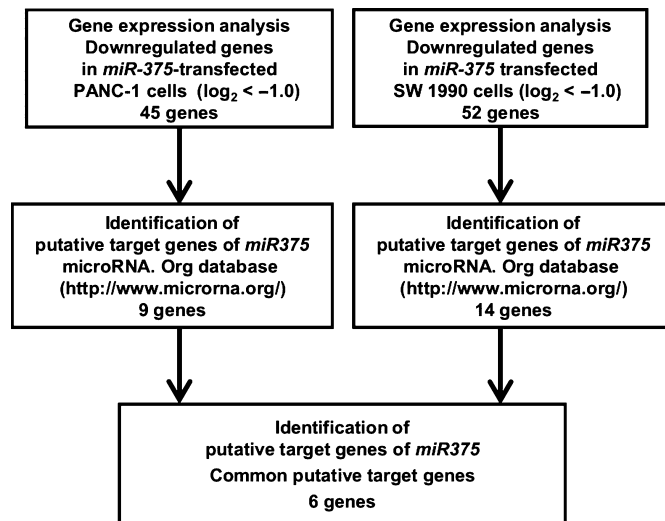 Gene expression analysis
Downregulated genes
in miR-375-transfected
PANC-1 cells (log2 < −1.0)
45 genes
Gene expression analysis
Downregulated genes
in miR-375 transfected
SW 1990 cells (log2 < −1.0)
52 genes
Identification of
putative target genes of miR375
microRNA. Org database
(http://www.microrna.org/)
9 genes
Identification of
putative target genes of miR375
microRNA. Org database
(http://www.microrna.org/)
14 genes
Identification of
putative target genes of miR375
Common putative target genes
6 genes